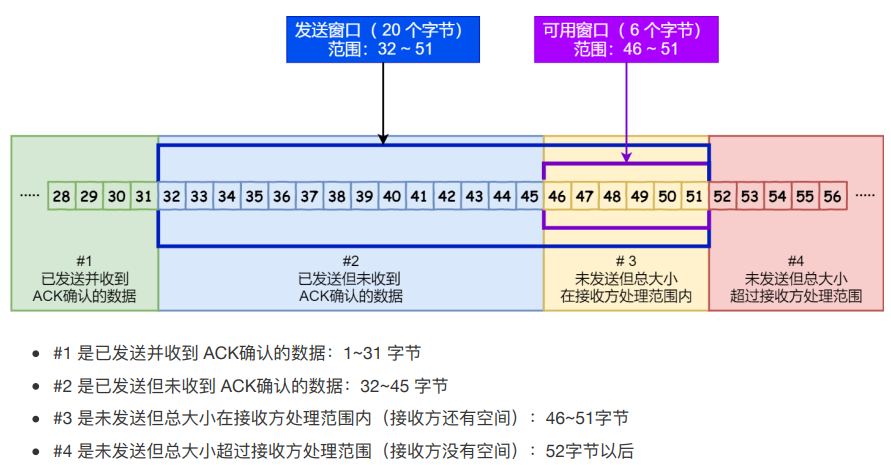 发送窗口（20 个字节）
范围：32 ~ 51
可用窗口（6 个字节）
范围：46 ~ 51
..... 28 29 30 31 32 33 34 35 36 37 38 39 40 41 42 43 44 45 46 47 48 49 50 51 52 53 54 55 56 .....
#1
已发送并收到
ACK确认的数据
#2
已发送但未收到
ACK确认的数据
# 3
未发送但总大小
在接收方处理范围内
#4
未发送但总大小
超过接收方处理范围
• #1 是已发送并收到 ACK确认的数据：1~31 字节
• #2 是已发送但未收到 ACK确认的数据：32~45 字节
• #3 是未发送但总大小在接收方处理范围内（接收方还有空间）：46~51字节
• #4 是未发送但总大小超过接收方处理范围（接收方没有空间）：52字节以后